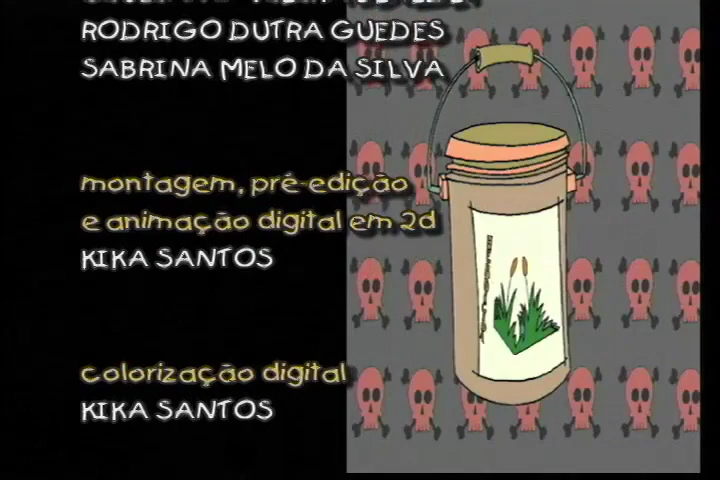 RODRIGO DUTRA GUEDES
SABRINA MELO DA SILVA
montagem, pré-edição
e animação digital em 2d
KIKA SANTOS
colorização digital
KIKA SANTOS